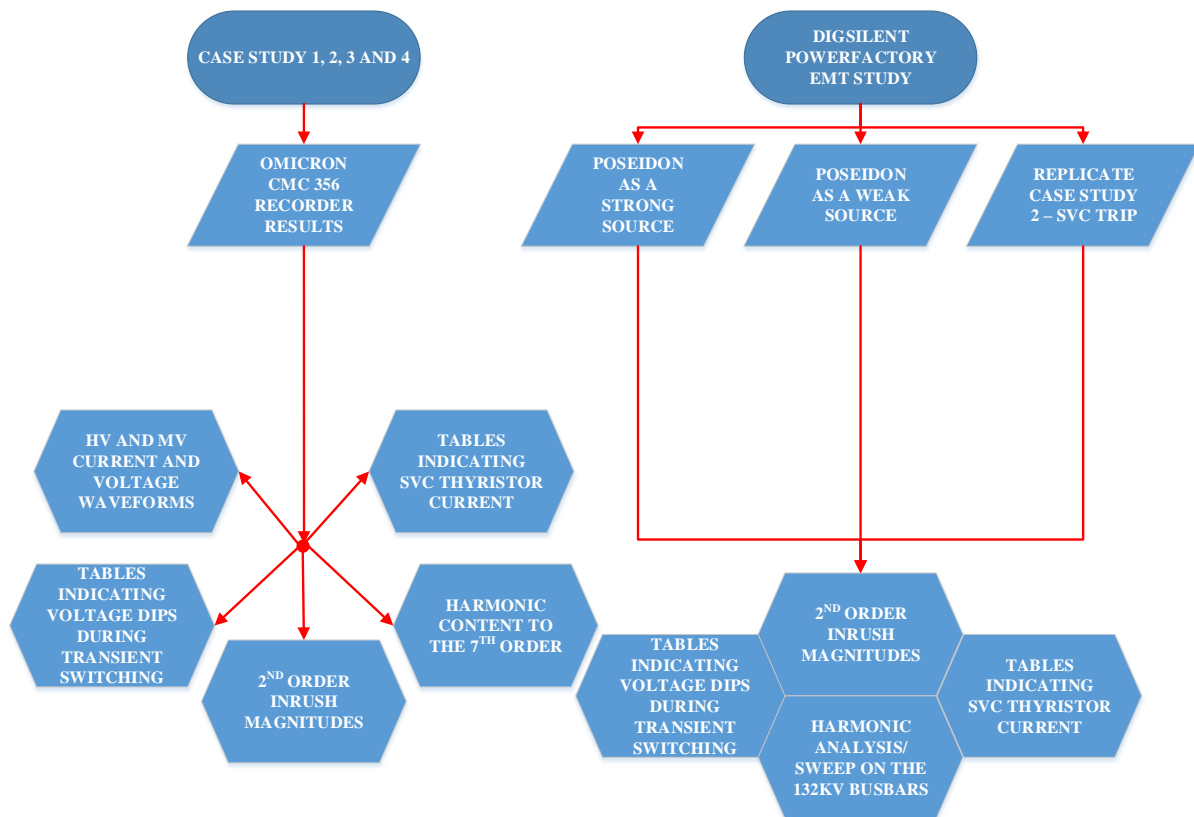 CASE STUDY 1, 2, 3 AND 4
OMICRON
CMC 356
RECORDER
RESULTS
HV AND MV
CURRENT AND
VOLTAGE
WAVEFORMS
TABLES
INDICATING
SVC THYRISTOR
CURRENT
TABLES
INDICATING
VOLTAGE DIPS
DURING
TRANSIENT
SWITCHING
2ND ORDER
INRUSH
MAGNITUDES
HARMONIC
CONTENT TO
THE 7TH ORDER
DIGSILENT
POWERFACTORY
EMT STUDY
POSEIDON
AS A
STRONG
SOURCE
POSEIDON
AS A WEAK
SOURCE
REPLICATE
CASE STUDY
2 – SVC TRIP
TABLES
INDICATING
VOLTAGE DIPS
DURING
TRANSIENT
SWITCHING
2ND ORDER
INRUSH
MAGNITUDES
HARMONIC
ANALYSIS/
SWEEP ON THE
132KV BUSBARS
TABLES
INDICATING
SVC THYRISTOR
CURRENT